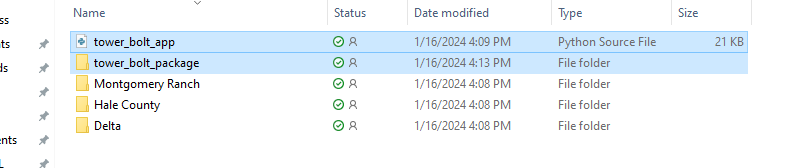 Name Status Date modified Type Size
ss
tower_bolt_app 1/16/2024 4:09 PM Python Source File 21 KB
nts
tower_bolt_package 1/16/2024 4:13 PM File folder
ds
Montgomery Ranch 1/16/2024 4:08 PM File folder
Hale County 1/16/2024 4:08 PM File folder
Delta 1/16/2024 4:08 PM File folder
ents
L